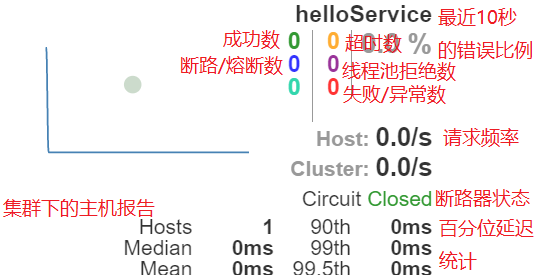 helloService 最近10秒
成功数 0 0 超时数 0.0 % 的错误比例
断路/熔断数 0 0 线程池拒绝数
0 0 失败/异常数
Host: 0.0/s 请求频率
Cluster: 0.0/s
Circuit Closed 断路器状态
集群下的主机报告
Hosts 1 90th 0ms 百分位延迟
Median 0ms 99th 0ms 统计
Mean 0ms 99.5th 0ms